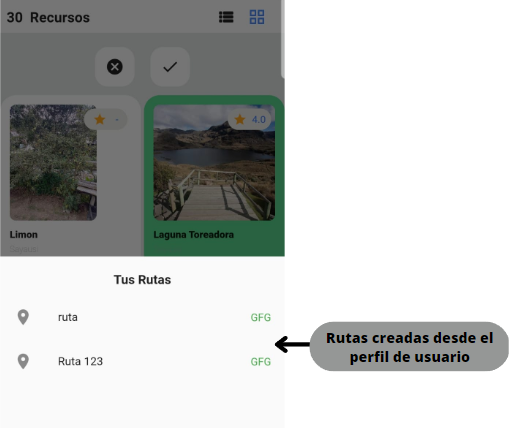 30 Recursos
-
4.0
Limon
Laguna Toreadora
Tus Rutas
ruta GFG
Ruta 123 GFG
Rutas creadas desde el
perfil de usuario